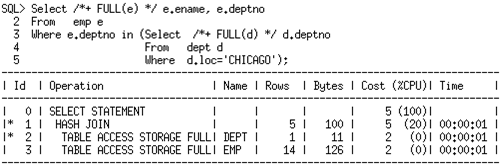 SQL> Select /*+ FULL(e) */ e.ename, e.deptno
2 From emp e
3 Where e.deptno in (Select /*+ FULL(d) */ d.deptno
4 From dept d
5 Where d.loc='CHICAGO');
| Id | Operation | Name | Rows | Bytes | Cost (%CPU)| Time
| 0 | SELECT STATEMENT | | | | 5 (100)|
|* 1 | HASH JOIN | | 5 | 100 | 5 (20)| 00:00:01 |
|* 2 | TABLE ACCESS STORAGE FULL| DEPT | 1 | 11 | 2 (0)| 00:00:01 |
| 3 | TABLE ACCESS STORAGE FULL| EMP | 14 | 126 | 2 (0)| 00:00:01 |